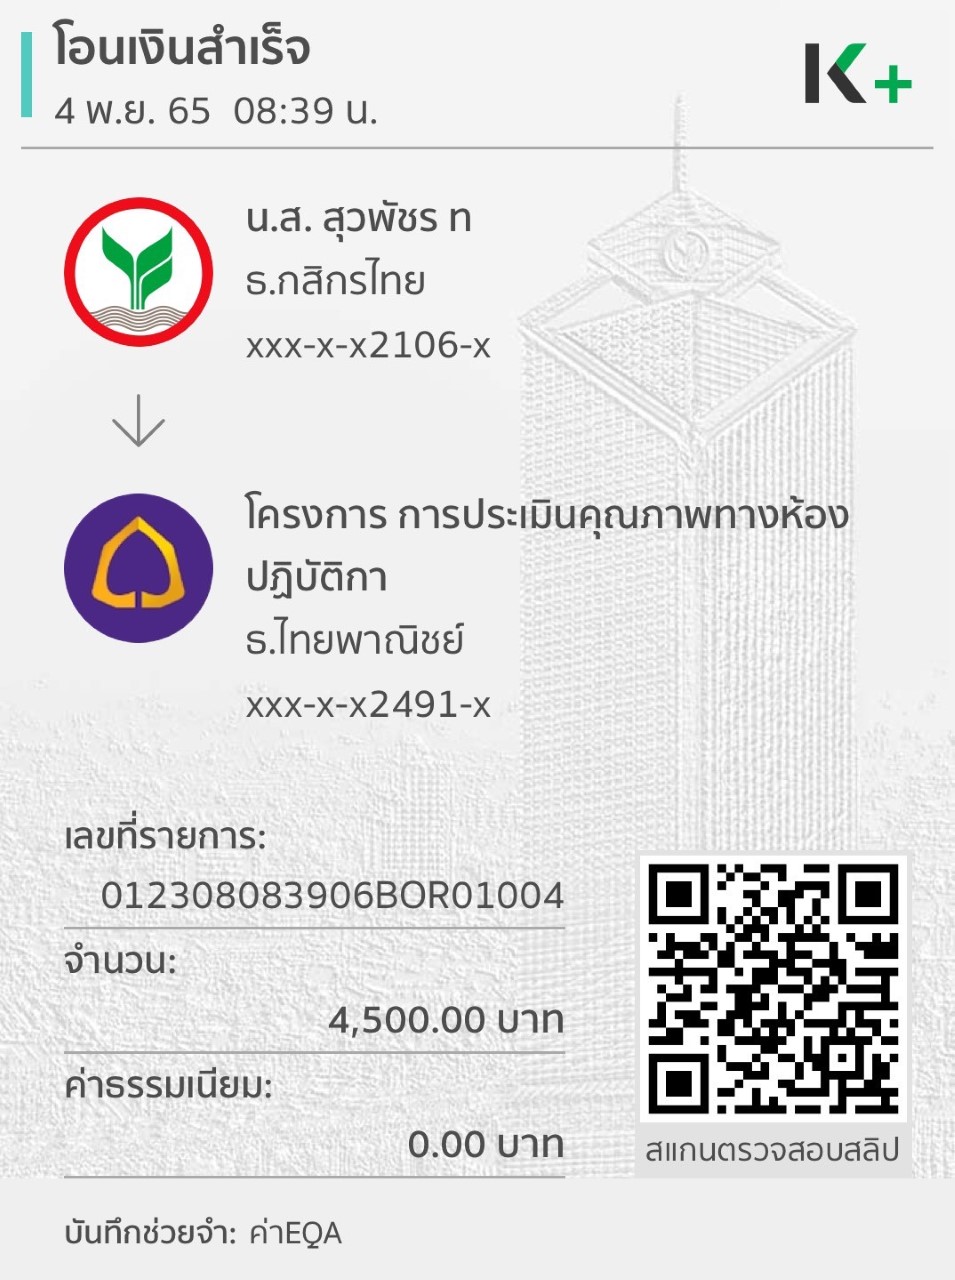 โอนเงินสำเร็จ
4 พ.ย. 65  08:39 น.
K+
น.ส. สุวพัชร ท
ธ.กสิกรไทย
xxx-x-x2106-x
โครงการ การประเมินคุณภาพทางห้อง
ปฏิบัติกา
ธ.ไทยพาณิชย์
xxx-x-x2491-x
เลขที่รายการ:
012308083906BOR01004
จำนวน:
4,500.00 บาท
ค่าธรรมเนียม:
0.00 บาท
สแกนตรวจสอบสลิป
บันทึกช่วยจำ: ค่าEQA